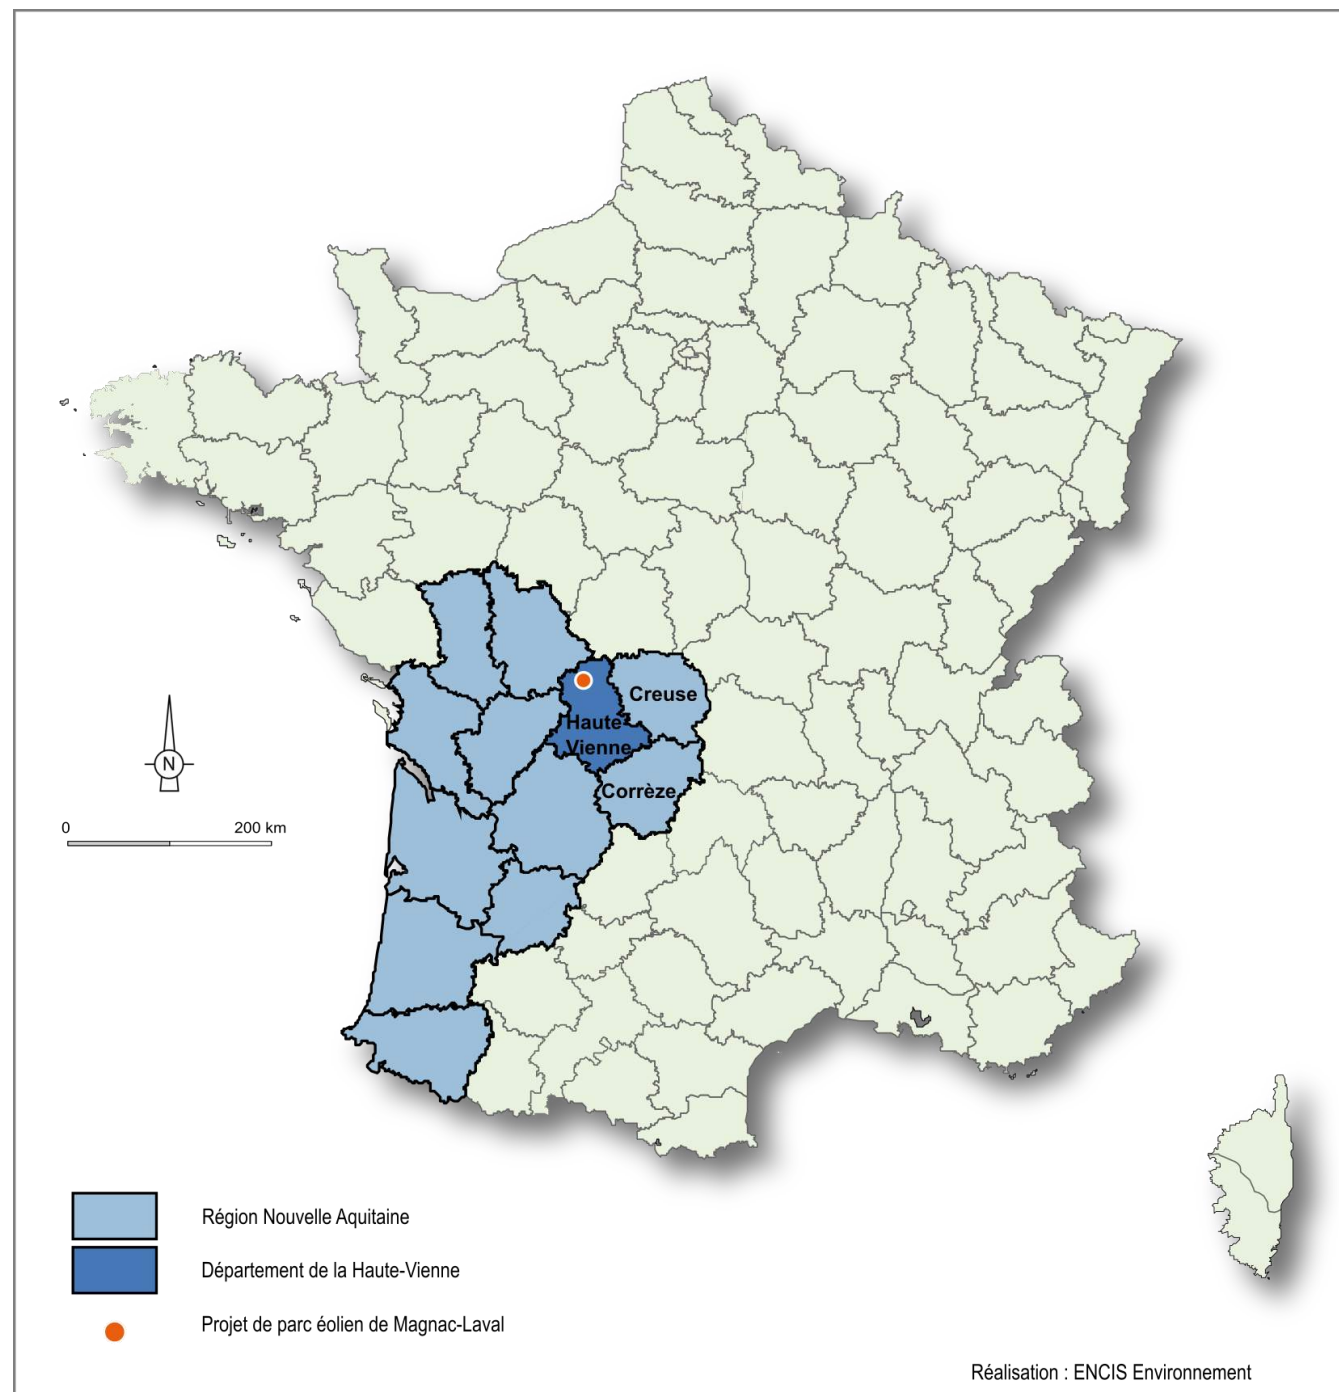 Creuse
Haute-
Vienne
Corrèze
N
0 200 km
Région Nouvelle Aquitaine
Département de la Haute-Vienne
Projet de parc éolien de Magnac-Laval
Réalisation : ENCIS Environnement